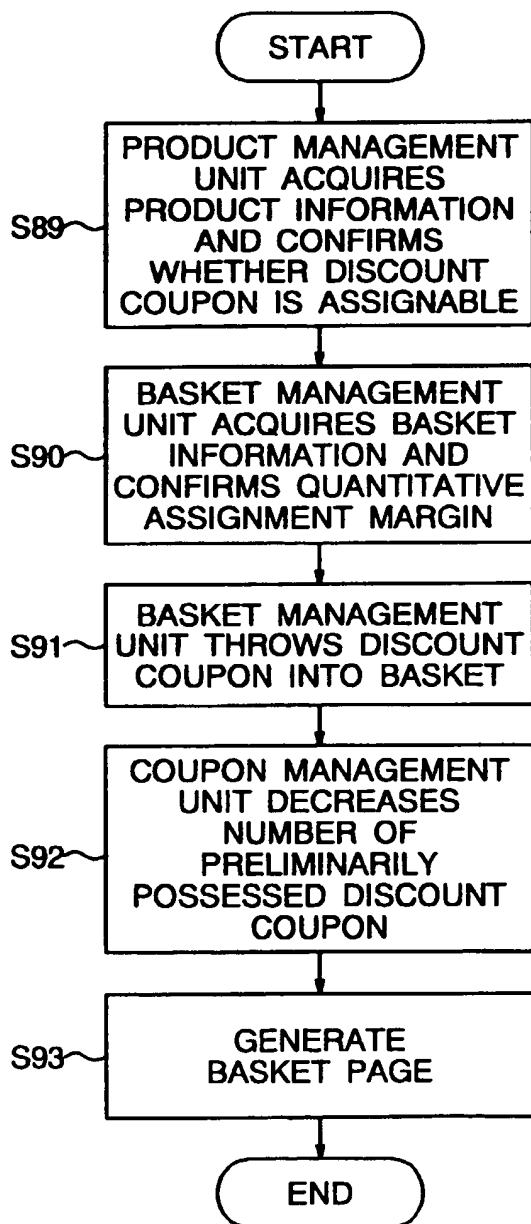 START
S89
PRODUCT MANAGEMENT
UNIT ACQUIRES
PRODUCT INFORMATION
AND CONFIRMS
WHETHER DISCOUNT
COUPON IS ASSIGNABLE
S90
BASKET MANAGEMENT
UNIT ACQUIRES BASKET
INFORMATION AND
CONFIRMS QUANTITATIVE
ASSIGNMENT MARGIN
S91
BASKET MANAGEMENT
UNIT THROWS DISCOUNT
COUPON INTO BASKET
S92
COUPON MANAGEMENT
UNIT DECREASES
NUMBER OF
PRELIMINARILY
POSSESSED DISCOUNT
COUPON
S93
GENERATE
BASKET PAGE
END